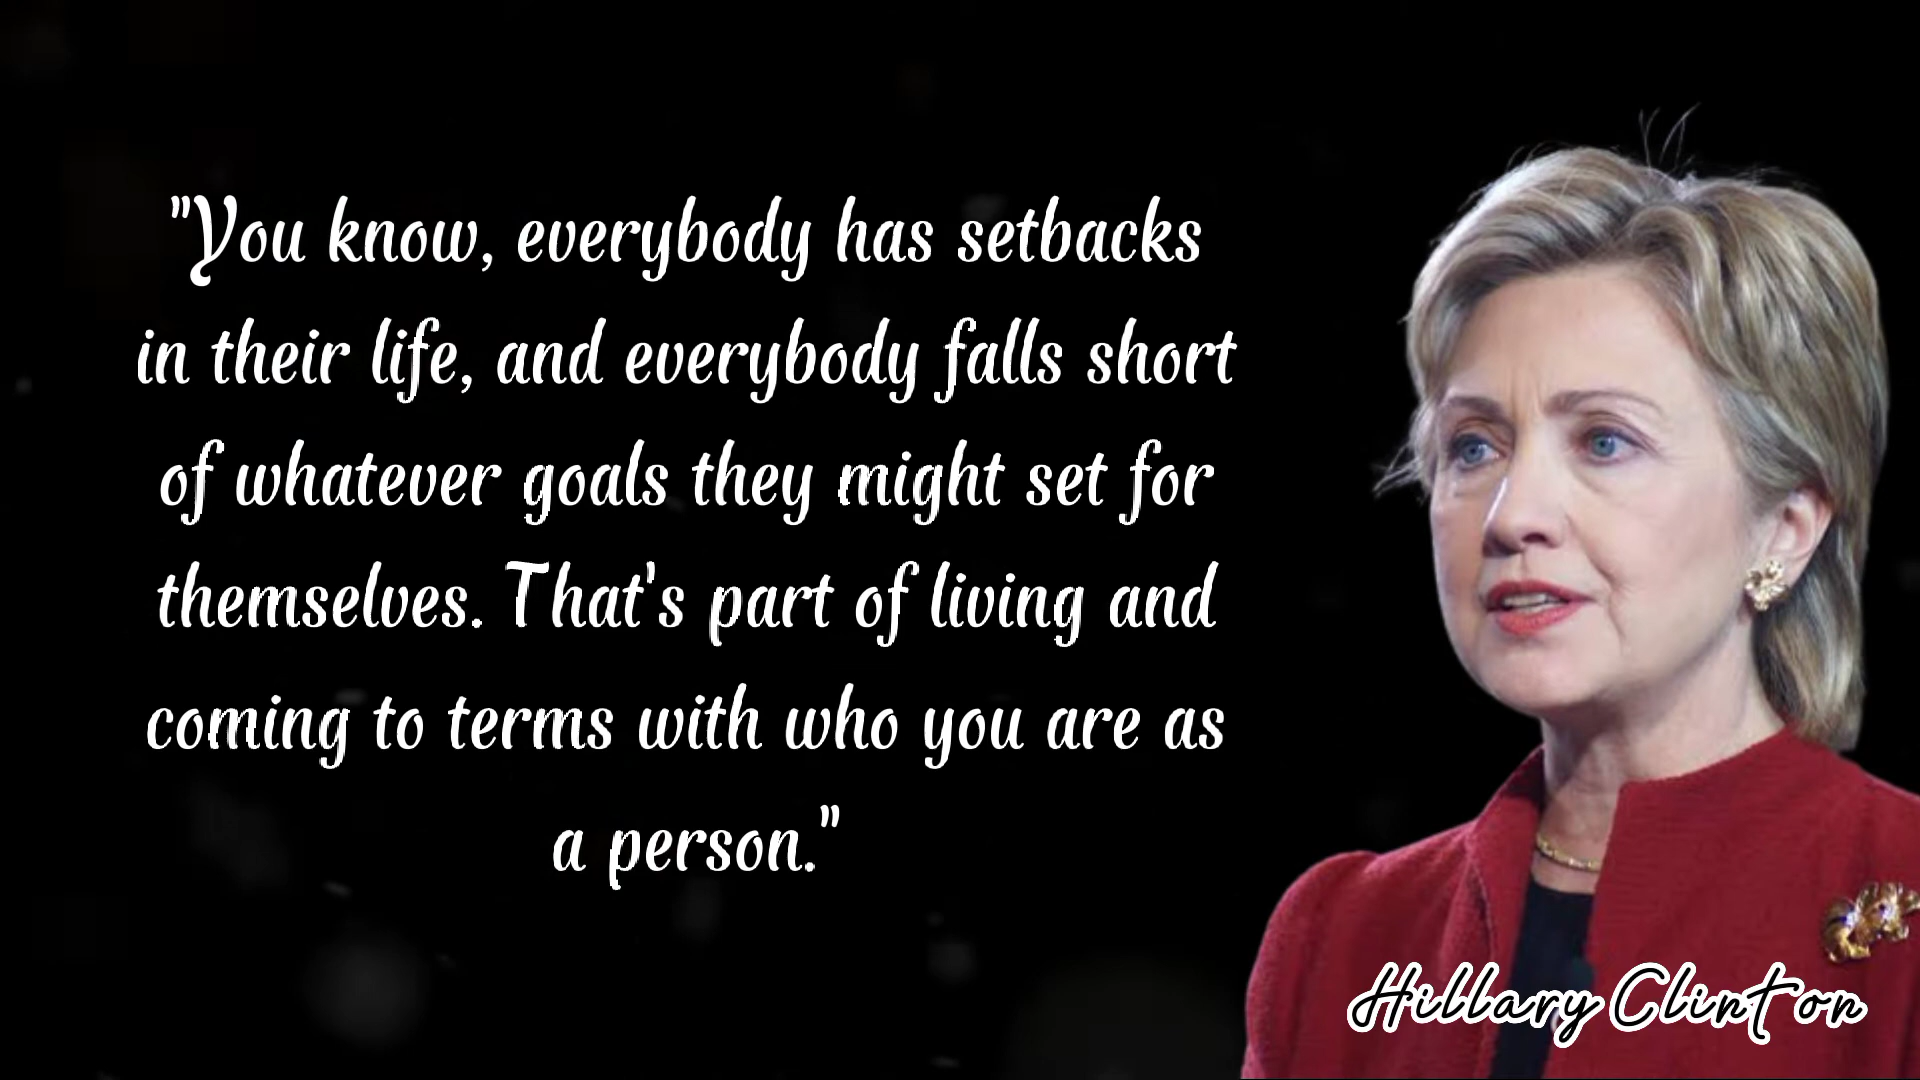 "You know, everybody has setbacks
in their life, and everybody falls short
of whatever goals they might set for
themselves. That's part of living and
coming to terms with who you are as
a person."
Hillary Clinton